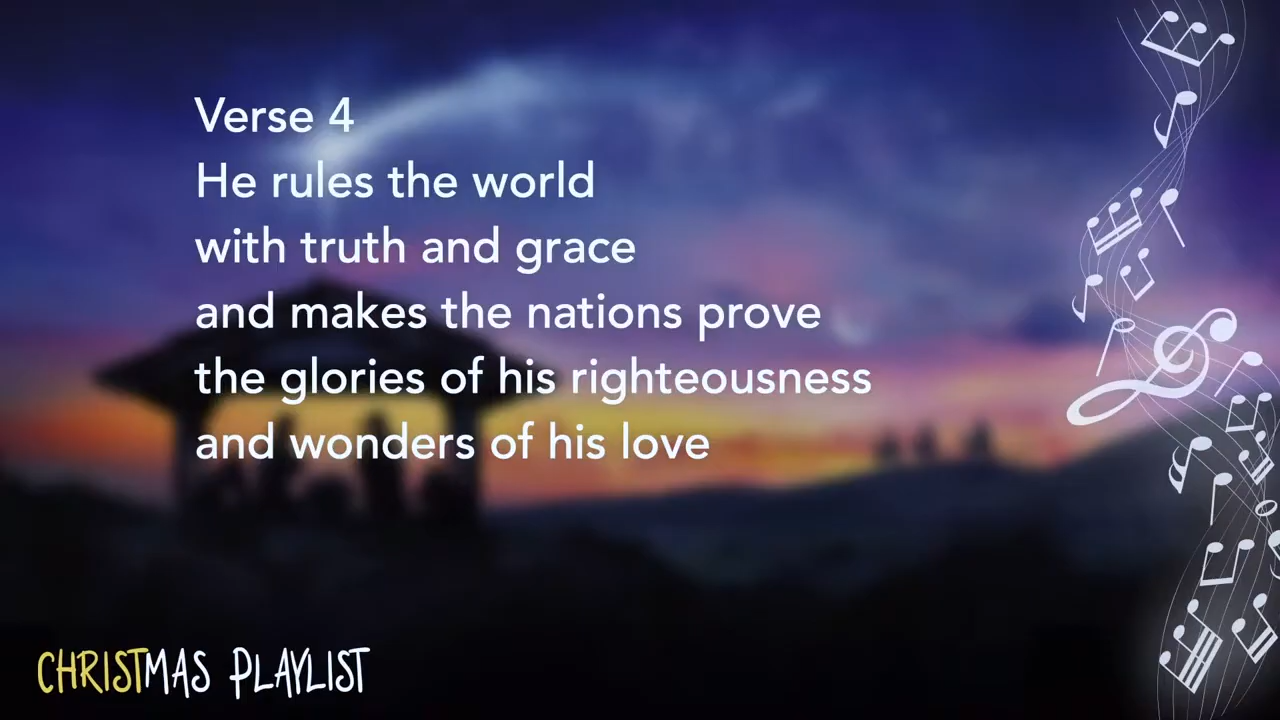 Verse 4
He rules the world
with truth and grace
and makes the nations prove
the glories of his righteousness
and wonders of his love
CHRISTMAS PLAYLIST